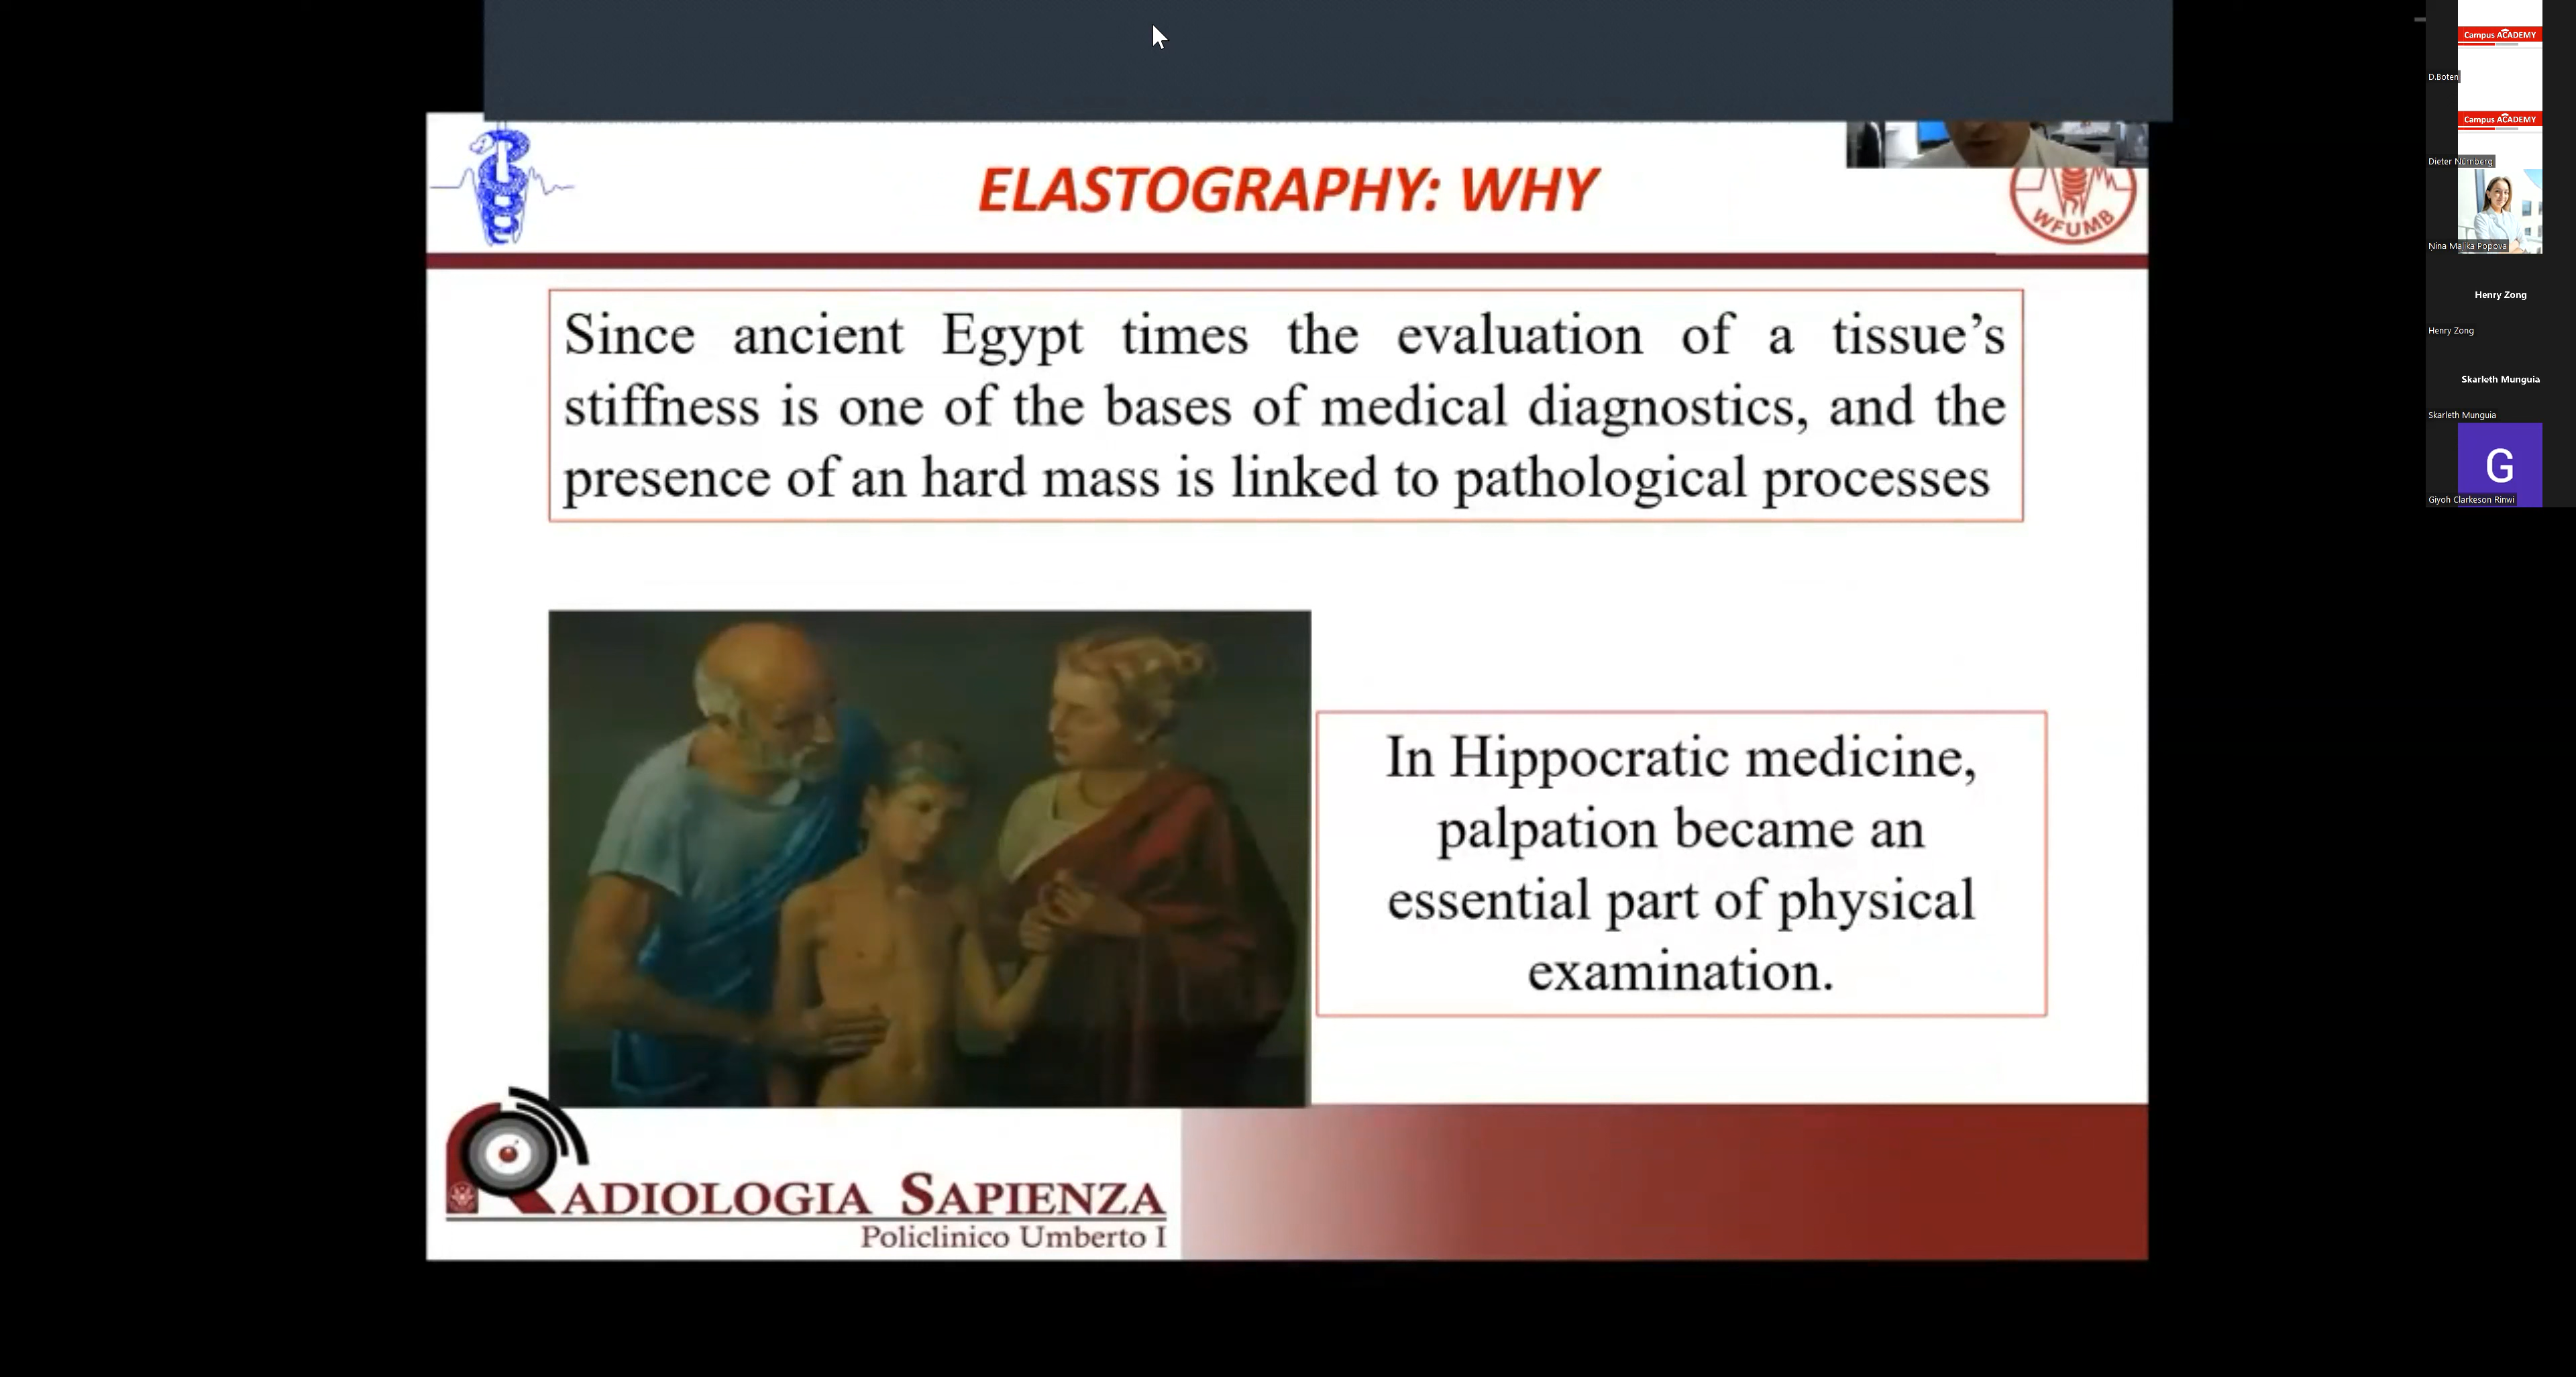 ELASTOGRAPHY: WHY
WFUMB
Since ancient Egypt times the evaluation of a tissue’s
stiffness is one of the bases of medical diagnostics, and the
presence of an hard mass is linked to pathological processes
In Hippocratic medicine,
palpation became an
essential part of physical
examination.
RADIOLOGIA SAPIENZA
Policlinico Umberto I
Campus ACADEMY
D.Boten
Campus ACADEMY
Dieter Nürnberg
Nina Malika Popova
Henry Zong
Henry Zong
Skarleth Munguia
Skarleth Munguia
G
Giyoh Clarkeson Rinwi